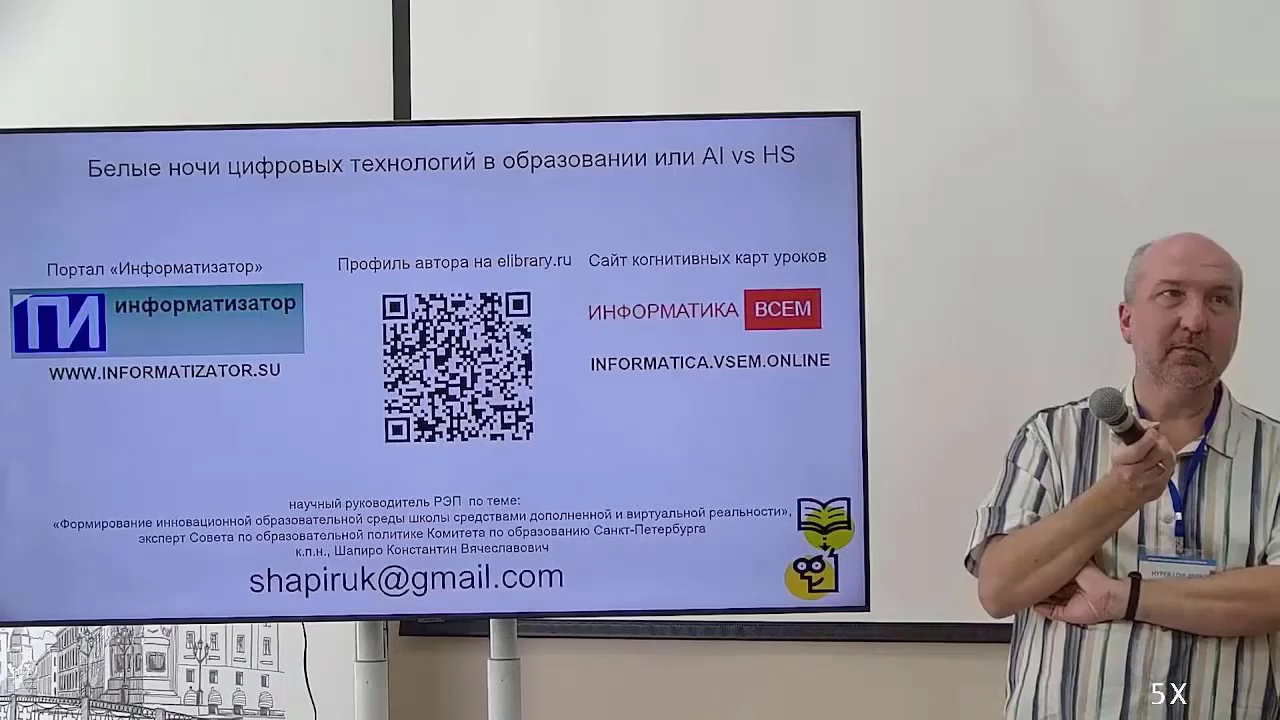 Белые ночи цифровых технологий в образовании или AI vs HS
Портал «Информатизатор»
Профиль автора на elibrary.ru
Сайт когнитивных карт уроков
ПИ информатизатор
ИНФОРМАТИКА ВСЕМ
WWW.INFORMATIZATOR.SU
INFORMATICA.VSEM.ONLINE
научный руководитель РЭП по теме:
«Формирование инновационной образовательной среды школы средствами дополненной и виртуальной реальности»,
эксперт Совета по образовательной политике Комитета по образованию Санкт-Петербурга
к.п.н., Шапиро Константин Вячеславович
shapiruk@gmail.com
5X